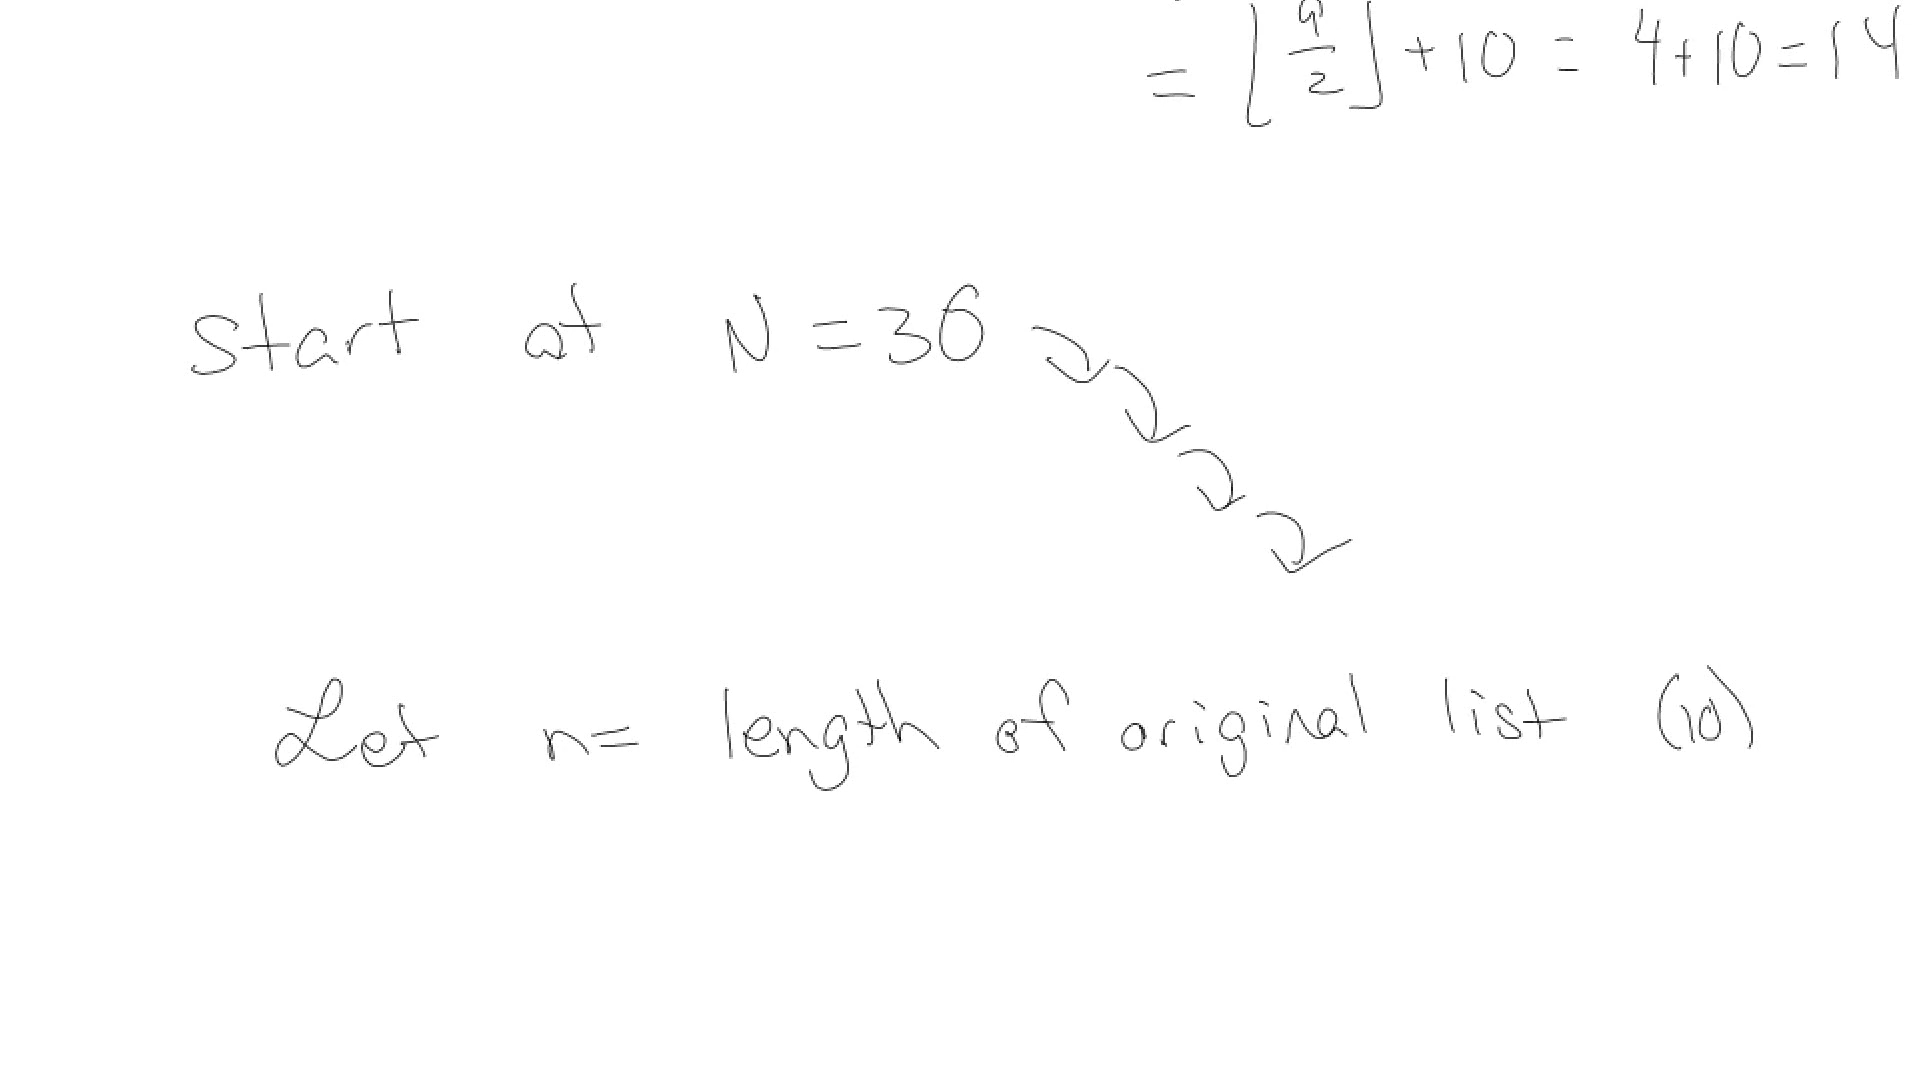 = ⌊9/2⌋ + 10 = 4+10=14
Start at N = 36
Let n= length of original list (10)